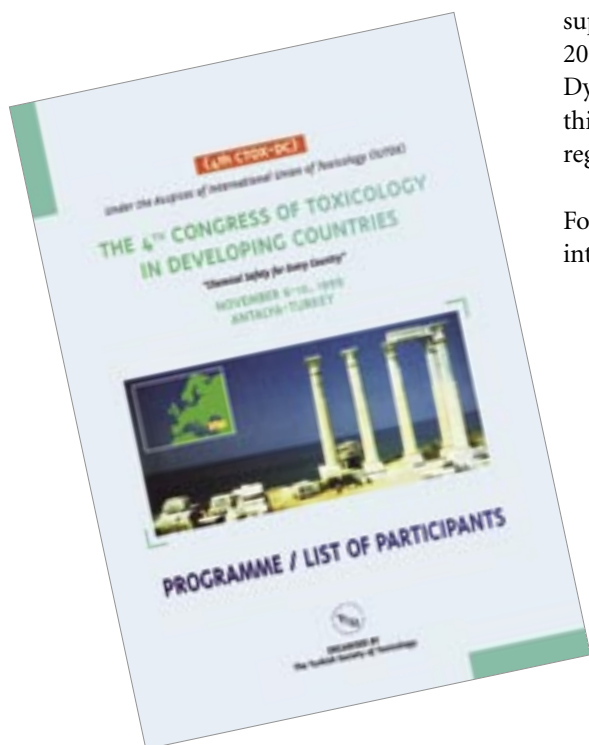 (4th CTOX-DC)
Under the Auspices of International Union of Toxicology (IUTOX)
THE 4TH CONGRESS OF TOXICOLOGY
IN DEVELOPING COUNTRIES
"Chemical Safety for Every Country"
NOVEMBER 6-10, 1999
ANTALYA-TURKEY
PROGRAMME / LIST OF PARTICIPANTS
ORGANISED BY
The Turkish Society of Toxicology
sup
20
Dy
thi
reg
Fo
int